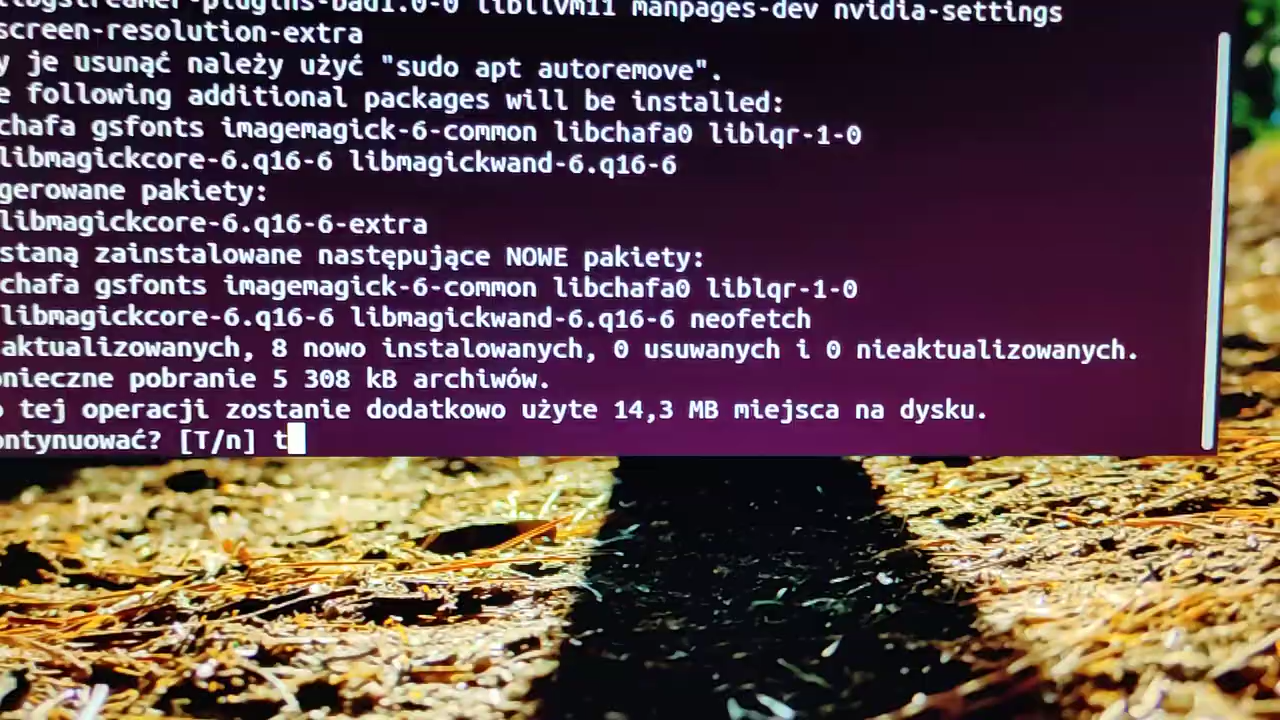 libgstreamer-plugins-bad1.0-0 libllvm11 manpages-dev nvidia-settings
screen-resolution-extra
y je usunąć należy użyć "sudo apt autoremove".
e following additional packages will be installed:
chafa gsfonts imagemagick-6-common libchafa0 liblqr-1-0
libmagickcore-6.q16-6 libmagickwand-6.q16-6
gerowane pakiety:
libmagickcore-6.q16-6-extra
staną zainstalowane następujące NOWE pakiety:
chafa gsfonts imagemagick-6-common libchafa0 liblqr-1-0
libmagickcore-6.q16-6 libmagickwand-6.q16-6 neofetch
aktualizowanych, 8 nowo instalowanych, 0 usuwanych i 0 nieaktualizowanych.
onieczne pobranie 5 308 kB archiwów.
o tej operacji zostanie dodatkowo użyte 14,3 MB miejsca na dysku.
ontynuować? [T/n] t